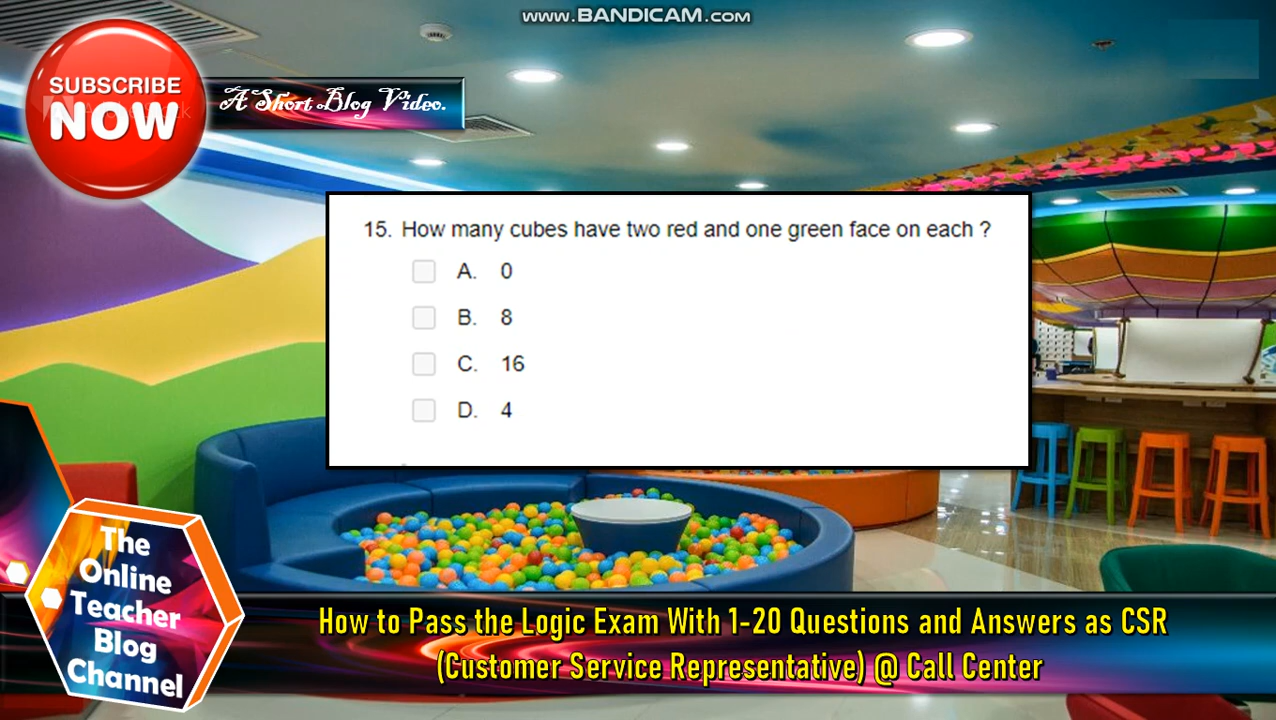 www.BANDICAM.com
SUBSCRIBE
NOW
A Short Blog Video.
15. How many cubes have two red and one green face on each ?
A. 0
B. 8
C. 16
D. 4
The
Online
Teacher
Blog
Channel
How to Pass the Logic Exam With 1-20 Questions and Answers as CSR
(Customer Service Representative) @ Call Center